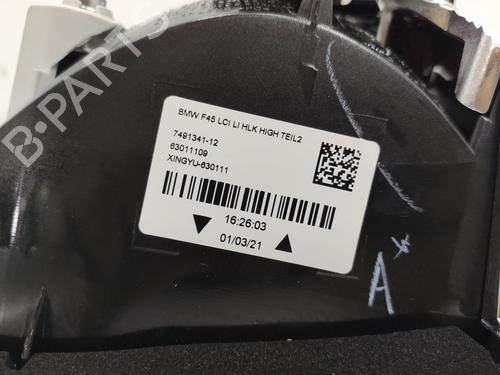 B-PARTS
BMW F45 LCI LI HLK HIGH TEIL2
7491341-12
63011109
XINGYU-630111
16:26:03
01/03/21
A*